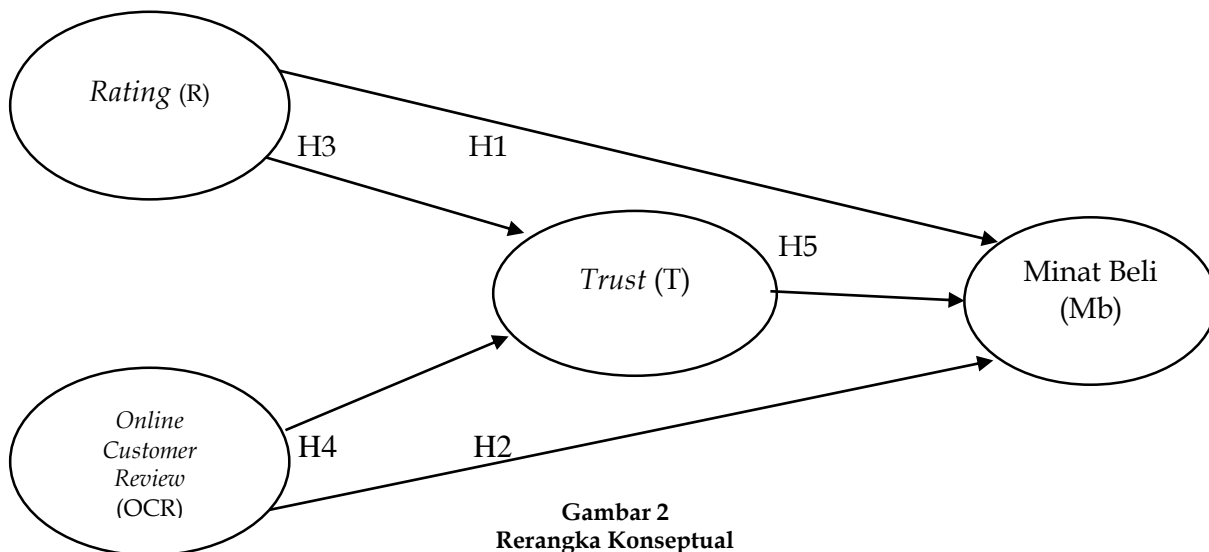 Rating (R)
H3
H1
Trust (T)
H5
Minat Beli
(Mb)
Online
Customer
Review
(OCR)
H4
H2
Gambar 2
Rerangka Konseptual